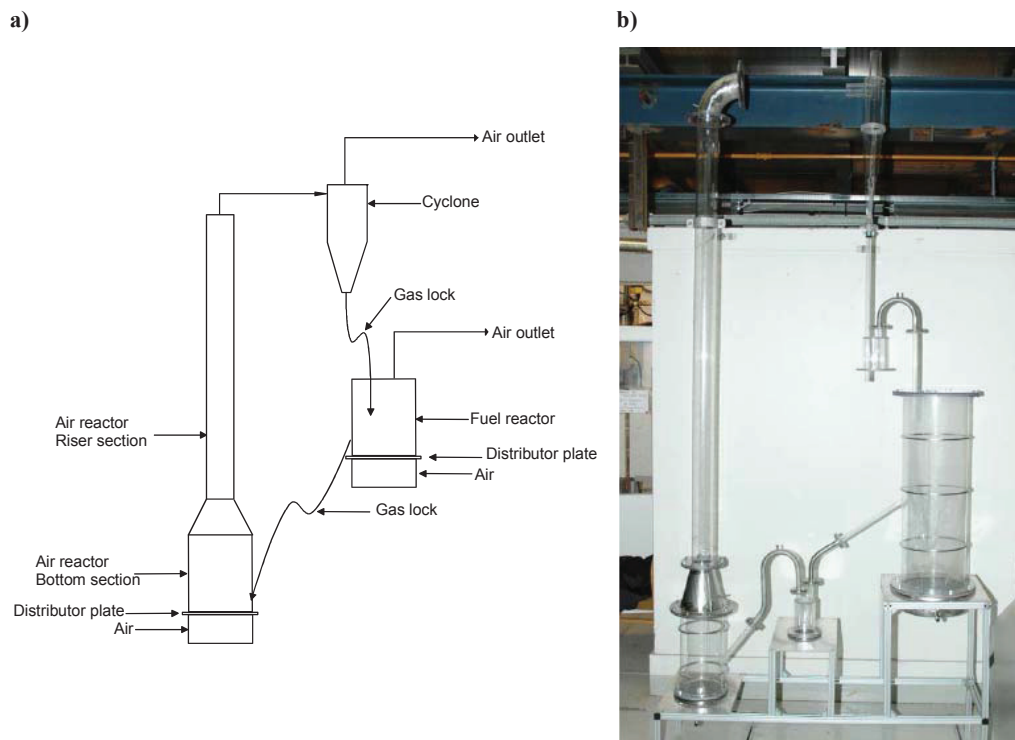 a)
b)
Air outlet
Cyclone
Gas lock
Air outlet
Fuel reactor
Distributor plate
Air
Gas lock
Air reactor
Riser section
Air reactor
Bottom section
Distributor plate
Air